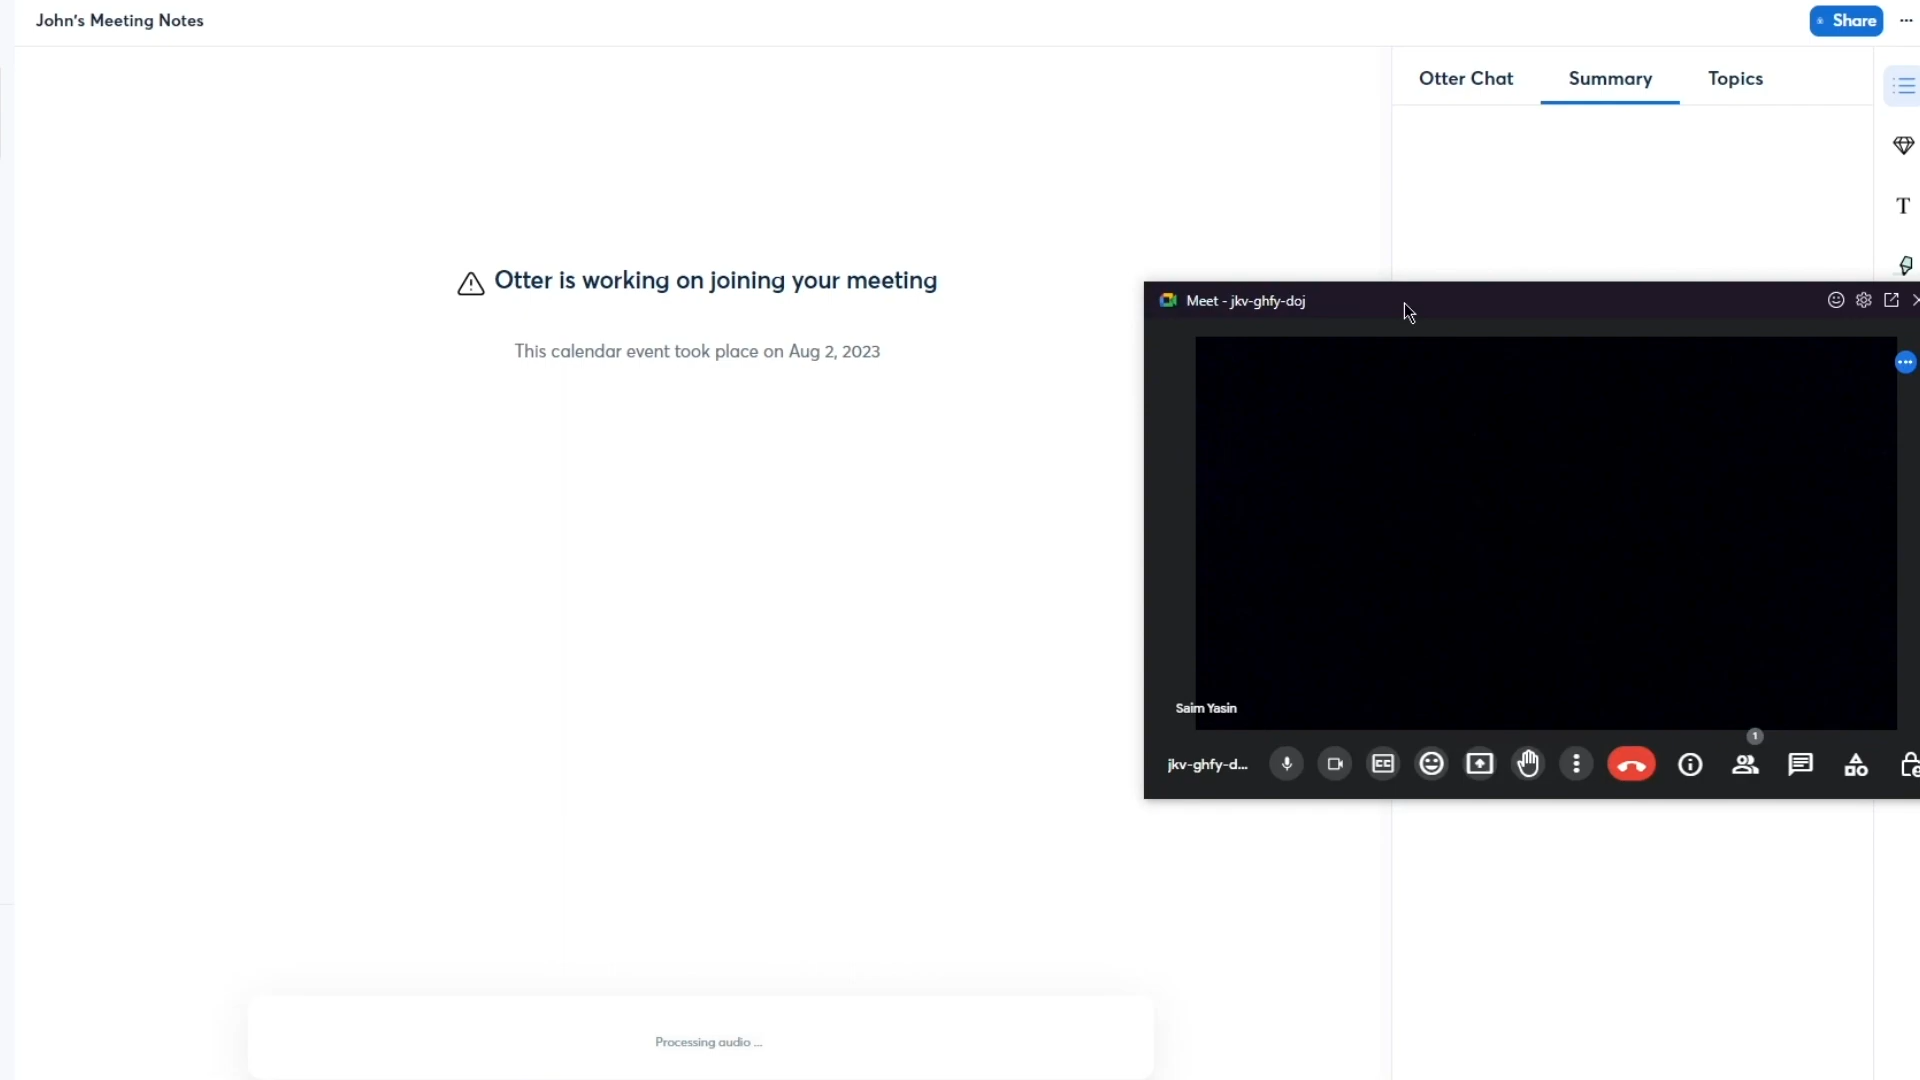 John's Meeting Notes
Share
Otter Chat
Summary
Topics
T
Otter is working on joining your meeting
This calendar event took place on Aug 2, 2023
Meet - jkv-ghfy-doj
Saim Yasin
1
jkv-ghfy-d...
CC
Processing audio ...